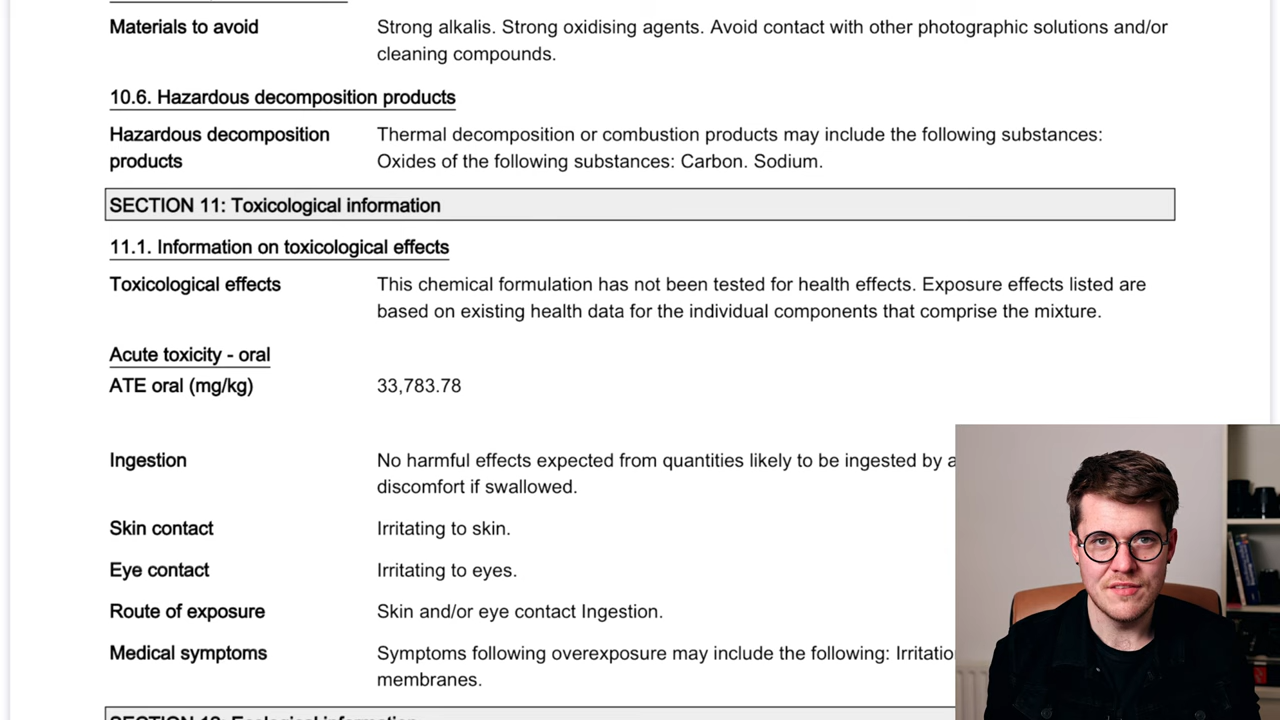 Materials to avoid
Strong alkalis. Strong oxidising agents. Avoid contact with other photographic solutions and/or
cleaning compounds.
10.6. Hazardous decomposition products
Hazardous decomposition
products
Thermal decomposition or combustion products may include the following substances:
Oxides of the following substances: Carbon. Sodium.
SECTION 11: Toxicological information
11.1. Information on toxicological effects
Toxicological effects
This chemical formulation has not been tested for health effects. Exposure effects listed are
based on existing health data for the individual components that comprise the mixture.
Acute toxicity - oral
ATE oral (mg/kg)
33,783.78
Ingestion
No harmful effects expected from quantities likely to be ingested by
discomfort if swallowed.
Skin contact
Irritating to skin.
Eye contact
Irritating to eyes.
Route of exposure
Skin and/or eye contact Ingestion.
Medical symptoms
Symptoms following overexposure may include the following:
membranes.